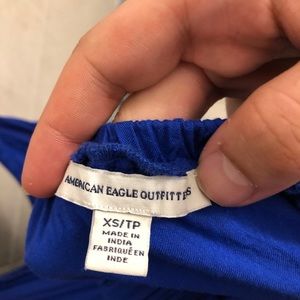 AMERICAN EAGLE OUTFITTERS
XS/TP
MADE IN
INDIA
FABRIQUÉ EN
INDE